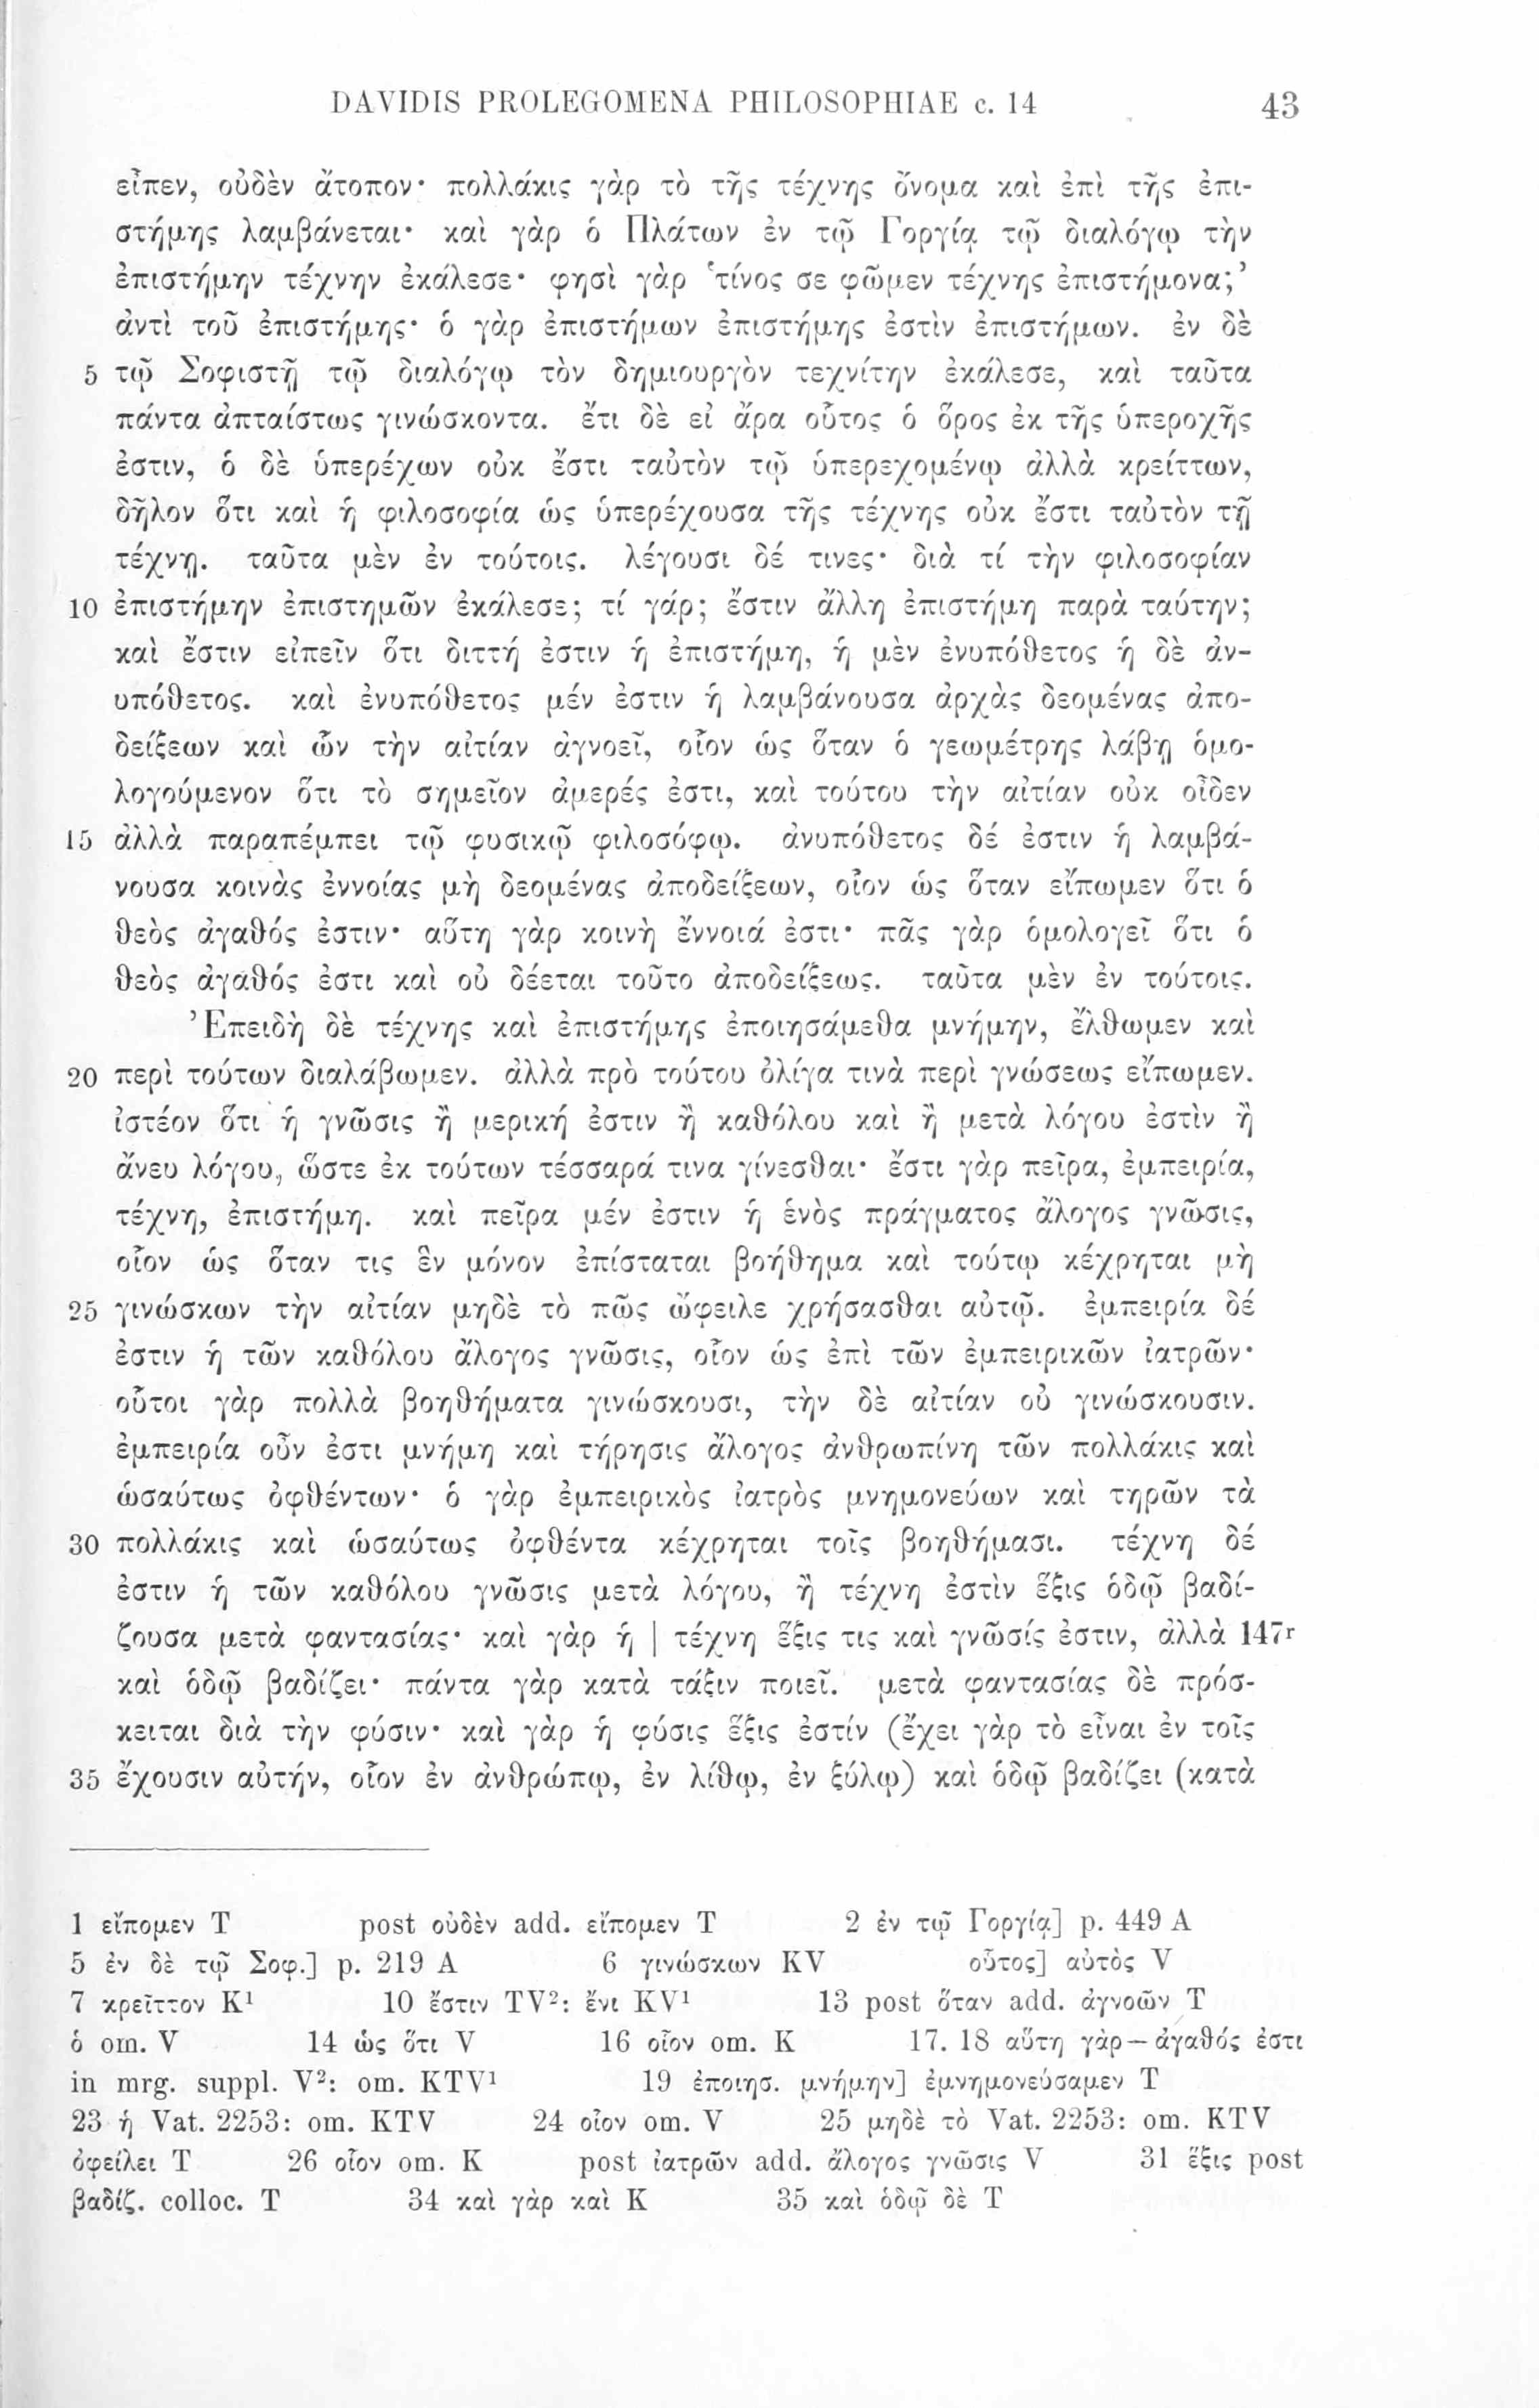 DAVIDIS PROLEGOMENA PHILOSOPHIAE c. 14 43
εἶπεν, οὐδὲν ἄτοπον· πολλάκις γὰρ τὸ τῆς τέχνης ὄνομα καὶ ἐπὶ τῆς ἐπι-
στήμης λαμβάνεται· καὶ γὰρ ὁ Πλάτων ἐν τῷ Γοργίᾳ τῷ διαλόγῳ τὴν
ἐπιστήμην τέχνην ἐκάλεσε· φησὶ γὰρ ‘τίνος σε φῶμεν τέχνης ἐπιστήμονα;’
ἀντὶ τοῦ ἐπιστήμης· ὁ γὰρ ἐπιστήμων ἐπιστήμης ἐστὶν ἐπιστήμων. ἐν δὲ
5 τῷ Σοφιστῇ τῷ διαλόγῳ τὸν δημιουργὸν τεχνίτην ἐκάλεσε, καὶ ταῦτα
πάντα ἀπταίστως γινώσκοντα. ἔτι δὲ εἰ ἄρα οὗτος ὁ ὅρος ἐκ τῆς ὑπεροχῆς
ἐστιν, ὁ δὲ ὑπερέχων οὐκ ἔστι ταὐτὸν τῷ ὑπερεχομένῳ ἀλλὰ κρείττων,
δῆλον ὅτι καὶ ἡ φιλοσοφία ὡς ὑπερέχουσα τῆς τέχνης οὐκ ἔστι ταὐτὸν τῇ
τέχνῃ. ταῦτα μὲν ἐν τούτοις. λέγουσι δέ τινες· διὰ τί τὴν φιλοσοφίαν
10 ἐπιστήμην ἐπιστημῶν ἐκάλεσε; τί γάρ; ἔστιν ἄλλη ἐπιστήμη παρὰ ταύτην;
καὶ ἔστιν εἰπεῖν ὅτι διττή ἐστιν ἡ ἐπιστήμη, ἡ μὲν ἐνυπόθετος ἡ δὲ ἀν-
υπόθετος. καὶ ἐνυπόθετος μέν ἐστιν ἡ λαμβάνουσα ἀρχὰς δεομένας ἀπο-
δείξεων καὶ ὧν τὴν αἰτίαν ἀγνοεῖ, οἷον ὡς ὅταν ὁ γεωμέτρης λάβῃ ὁμο-
λογούμενον ὅτι τὸ σημεῖον ἀμερές ἐστι, καὶ τούτου τὴν αἰτίαν οὐκ οἶδεν
15 ἀλλὰ παραπέμπει τῷ φυσικῷ φιλοσόφῳ. ἀνυπόθετος δέ ἐστιν ἡ λαμβά-
νουσα κοινὰς ἐννοίας μὴ δεομένας ἀποδείξεων, οἷον ὡς ὅταν εἴπωμεν ὅτι ὁ
θεὸς ἀγαθός ἐστιν· αὕτη γὰρ κοινὴ ἔννοιά ἐστι· πᾶς γὰρ ὁμολογεῖ ὅτι ὁ
θεὸς ἀγαθός ἐστι καὶ οὐ δέεται τοῦτο ἀποδείξεως. ταῦτα μὲν ἐν τούτοις.
Ἐπειδὴ δὲ τέχνης καὶ ἐπιστήμης ἐποιησάμεθα μνήμην, ἔλθωμεν καὶ
20 περὶ τούτων διαλάβωμεν. ἀλλὰ πρὸ τούτου ὀλίγα τινὰ περὶ γνώσεως εἴπωμεν.
ἰστέον ὅτι ἡ γνῶσις ἢ μερική ἐστιν ἢ καθόλου καὶ ἢ μετὰ λόγου ἐστὶν ἢ
ἄνευ λόγου, ὥστε ἐκ τούτων τέσσαρά τινα γίνεσθαι· ἔστι γὰρ πεῖρα, ἐμπειρία,
τέχνη, ἐπιστήμη. καὶ πεῖρα μέν ἐστιν ἡ ἑνὸς πράγματος ἄλογος γνῶσις,
οἷον ὡς ὅταν τις ἓν μόνον ἐπίσταται βοήθημα καὶ τούτῳ κέχρηται μὴ
25 γινώσκων τὴν αἰτίαν μηδὲ τὸ πῶς ὤφειλε χρήσασθαι αὐτῷ. ἐμπειρία δέ
ἐστιν ἡ τῶν καθόλου ἄλογος γνῶσις, οἷον ὡς ἐπὶ τῶν ἐμπειρικῶν ἰατρῶν·
οὗτοι γὰρ πολλὰ βοηθήματα γινώσκουσι, τὴν δὲ αἰτίαν οὐ γινώσκουσιν.
ἐμπειρία οὖν ἐστι μνήμη καὶ τήρησις ἄλογος ἀνθρωπίνη τῶν πολλάκις καὶ
ὡσαύτως ὀφθέντων· ὁ γὰρ ἐμπειρικὸς ἰατρὸς μνημονεύων καὶ τηρῶν τὰ
30 πολλάκις καὶ ὡσαύτως ὀφθέντα κέχρηται τοῖς βοηθήμασι. τέχνη δέ
ἐστιν ἡ τῶν καθόλου γνῶσις μετὰ λόγου, ἢ τέχνη ἐστὶν ἕξις ὁδῷ βαδί-
ζουσα μετὰ φαντασίας· καὶ γὰρ ἡ | τέχνη ἕξις τις καὶ γνῶσίς ἐστιν, ἀλλὰ 147r
καὶ ὁδῷ βαδίζει· πάντα γὰρ κατὰ τάξιν ποιεῖ. μετὰ φαντασίας δὲ πρόσ-
κειται διὰ τὴν φύσιν· καὶ γὰρ ἡ φύσις ἕξις ἐστίν (ἔχει γὰρ τὸ εἶναι ἐν τοῖς
35 ἔχουσιν αὐτήν, οἷον ἐν ἀνθρώπῳ, ἐν λίθῳ, ἐν ξύλῳ) καὶ ὁδῷ βαδίζει (κατὰ
1 εἴπομεν T post οὐδὲν add. εἴπομεν T 2 ἐν τῷ Γοργίᾳ] p. 449 A
5 ἐν δὲ τῷ Σοφ.] p. 219 A 6 γινώσκων KV οὗτος] αὐτὸς V
7 κρεῖττον K¹ 10 ἔστιν TV²: ἔνι KV¹ 13 post ὅταν add. ἀγνοῶν T
ὁ om. V 14 ὡς ὅτι V 16 οἷον om. K 17. 18 αὕτη γὰρ—ἀγαθός ἐστι
in mrg. suppl. V²: om. KTV¹ 19 ἐποιησ. μνήμην] ἐμνημονεύσαμεν T
23 ἡ Vat. 2253: om. KTV 24 οἷον om. V 25 μηδὲ τὸ Vat. 2253: om. KTV
ὀφείλει T 26 οἷον om. K post ἰατρῶν add. ἄλογος γνῶσις V 31 ἕξις post
βαδίζ. colloc. T 34 καὶ γὰρ καὶ K 35 καὶ ὁδῷ δὲ T